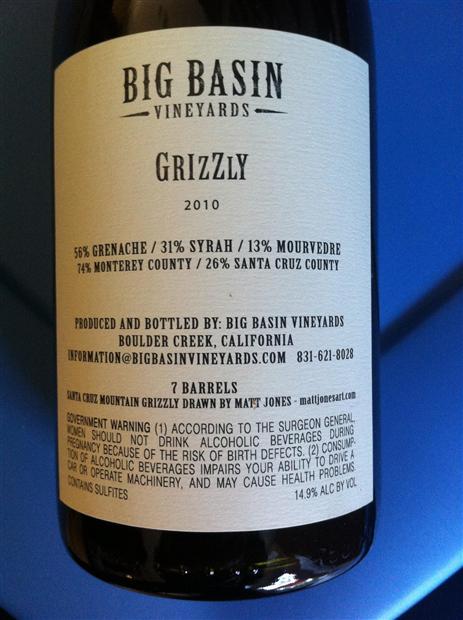 BIG BASIN
VINEYARDS
GRIZZLY
2010
56% GRENACHE / 31% SYRAH / 13% MOURVEDRE
74% MONTEREY COUNTY / 26% SANTA CRUZ COUNTY
PRODUCED AND BOTTLED BY: BIG BASIN VINEYARDS
BOULDER CREEK, CALIFORNIA
INFORMATION@BIGBASINVINEYARDS.COM 831-621-8028
7 BARRELS
SANTA CRUZ MOUNTAIN GRIZZLY DRAWN BY MATT JONES - mattjonesart.com
GOVERNMENT WARNING (1) ACCORDING TO THE SURGEON GENERAL,
WOMEN SHOULD NOT DRINK ALCOHOLIC BEVERAGES DURING
PREGNANCY BECAUSE OF THE RISK OF BIRTH DEFECTS. (2) CONSUMP-
TION OF ALCOHOLIC BEVERAGES IMPAIRS YOUR ABILITY TO DRIVE A
CAR OR OPERATE MACHINERY, AND MAY CAUSE HEALTH PROBLEMS.
CONTAINS SULFITES 14.9% ALC BY VOL